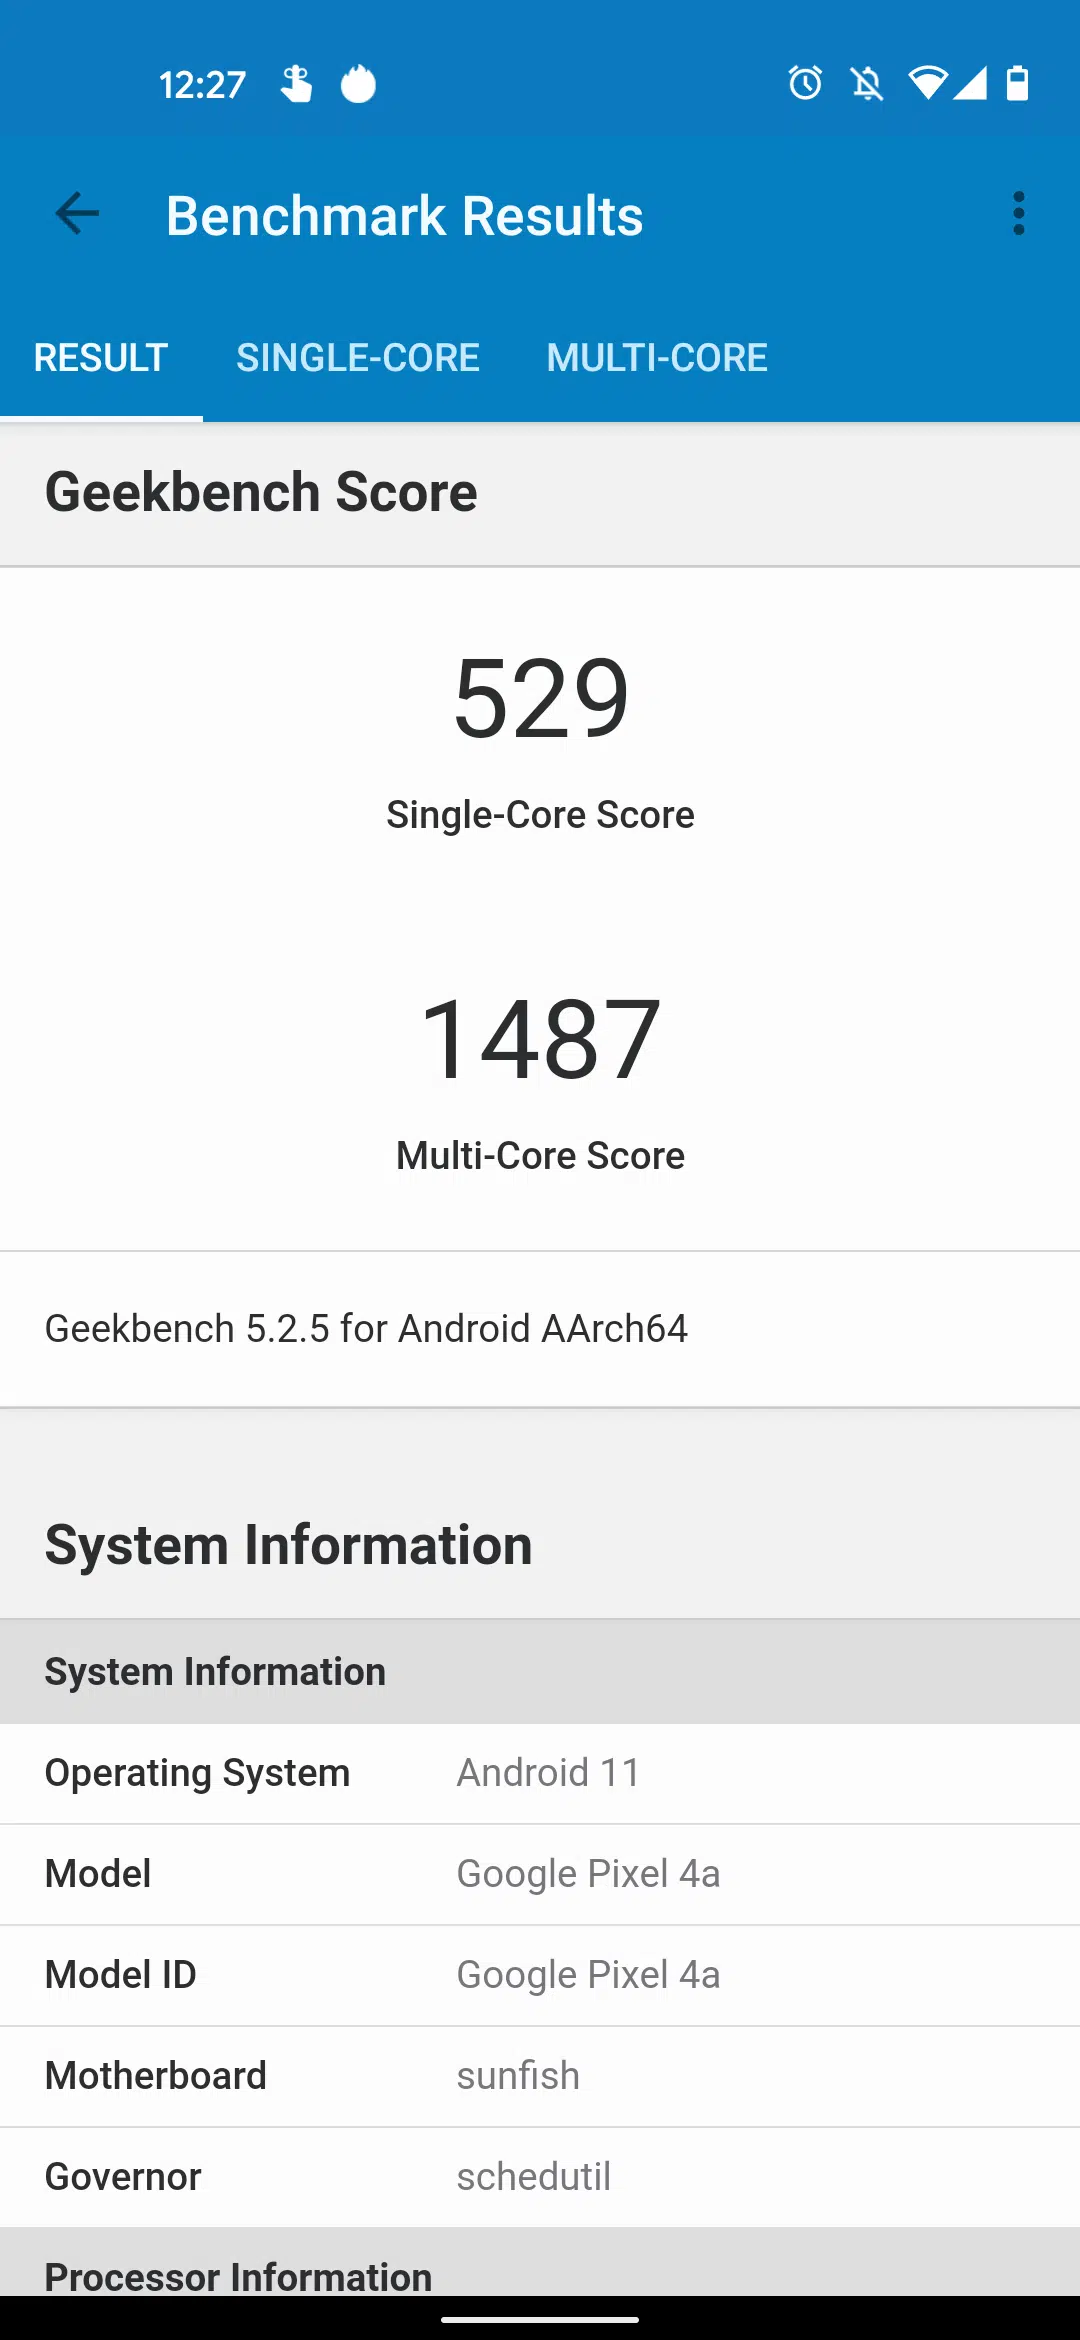 12:27
Benchmark Results
RESULT SINGLE-CORE MULTI-CORE
Geekbench Score
529
Single-Core Score
1487
Multi-Core Score
Geekbench 5.2.5 for Android AArch64
System Information
System Information
Operating System Android 11
Model Google Pixel 4a
Model ID Google Pixel 4a
Motherboard sunfish
Governor schedutil
Processor Information